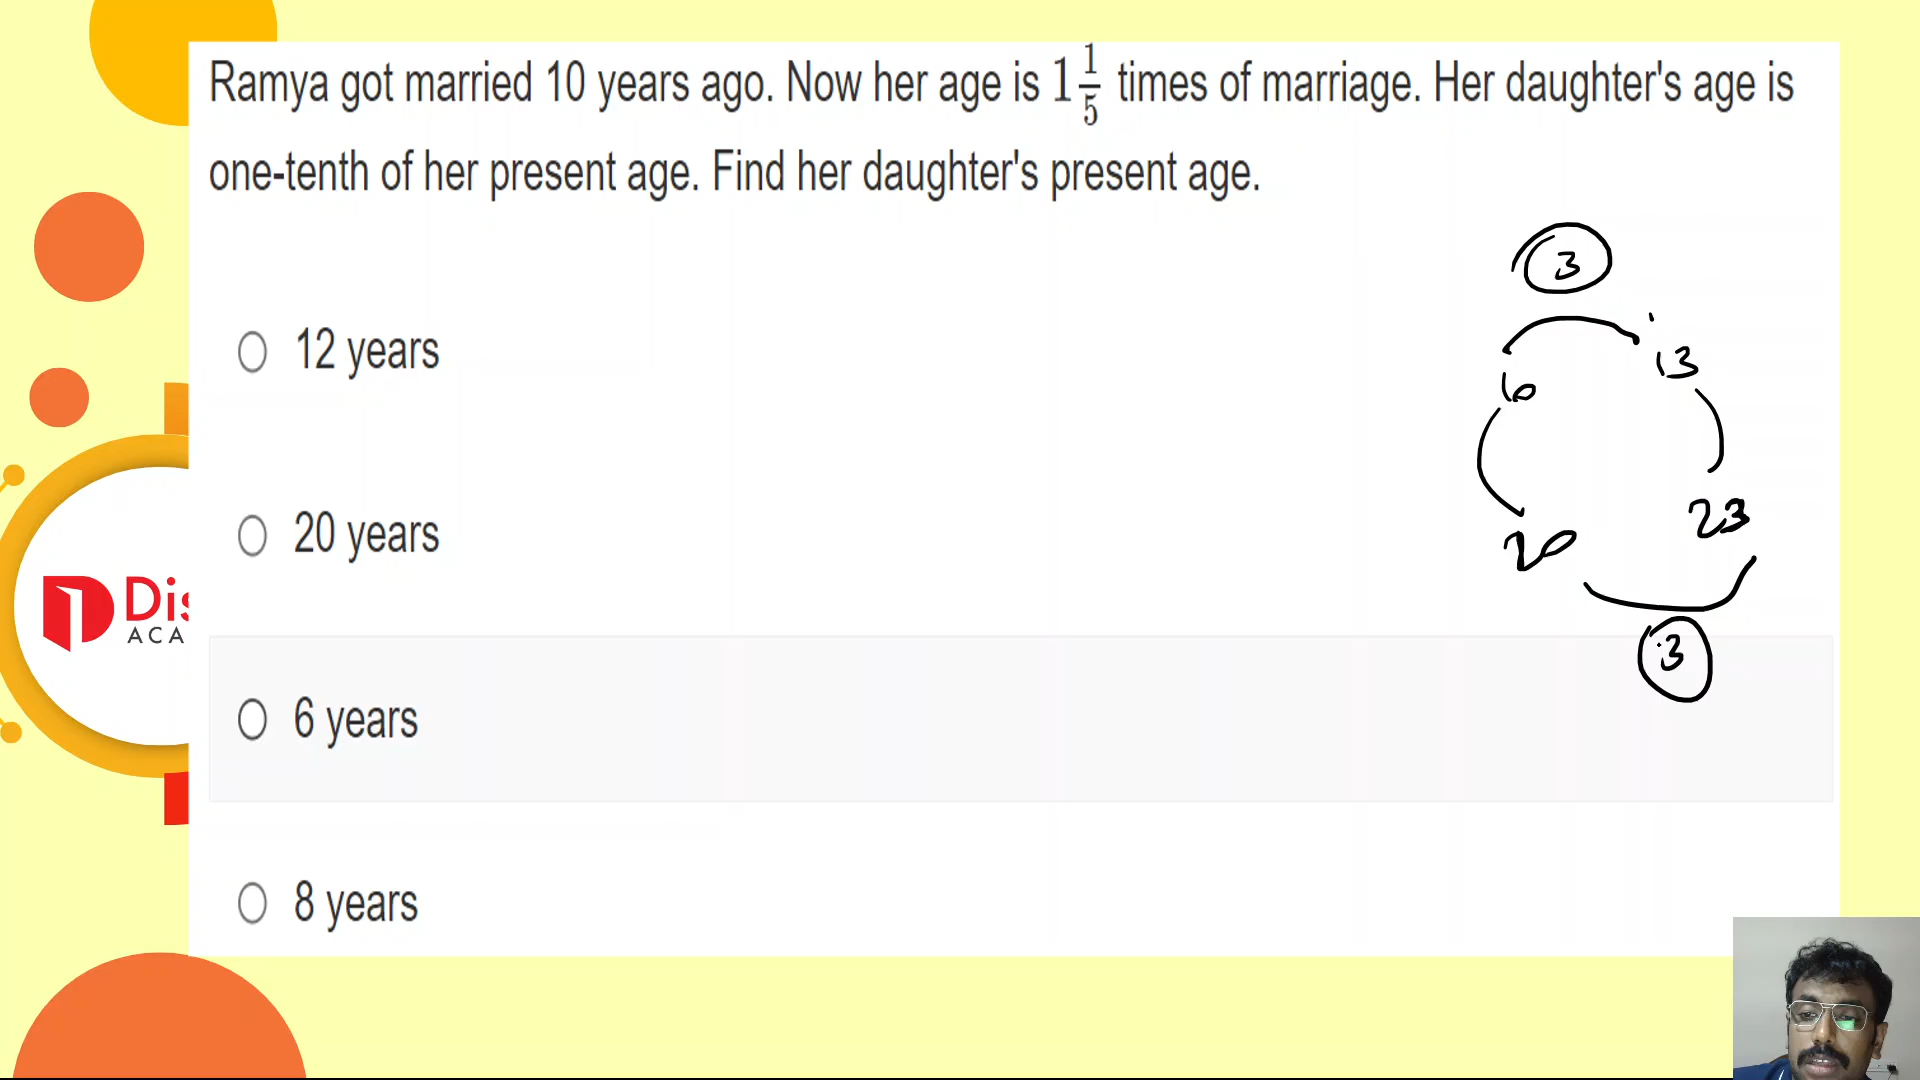 Ramya got married 10 years ago. Now her age is 1 1/5 times of marriage. Her daughter's age is
one-tenth of her present age. Find her daughter's present age.
3
10 13
12 years
20 years
20 23
Dis
ACA
3
6 years
8 years